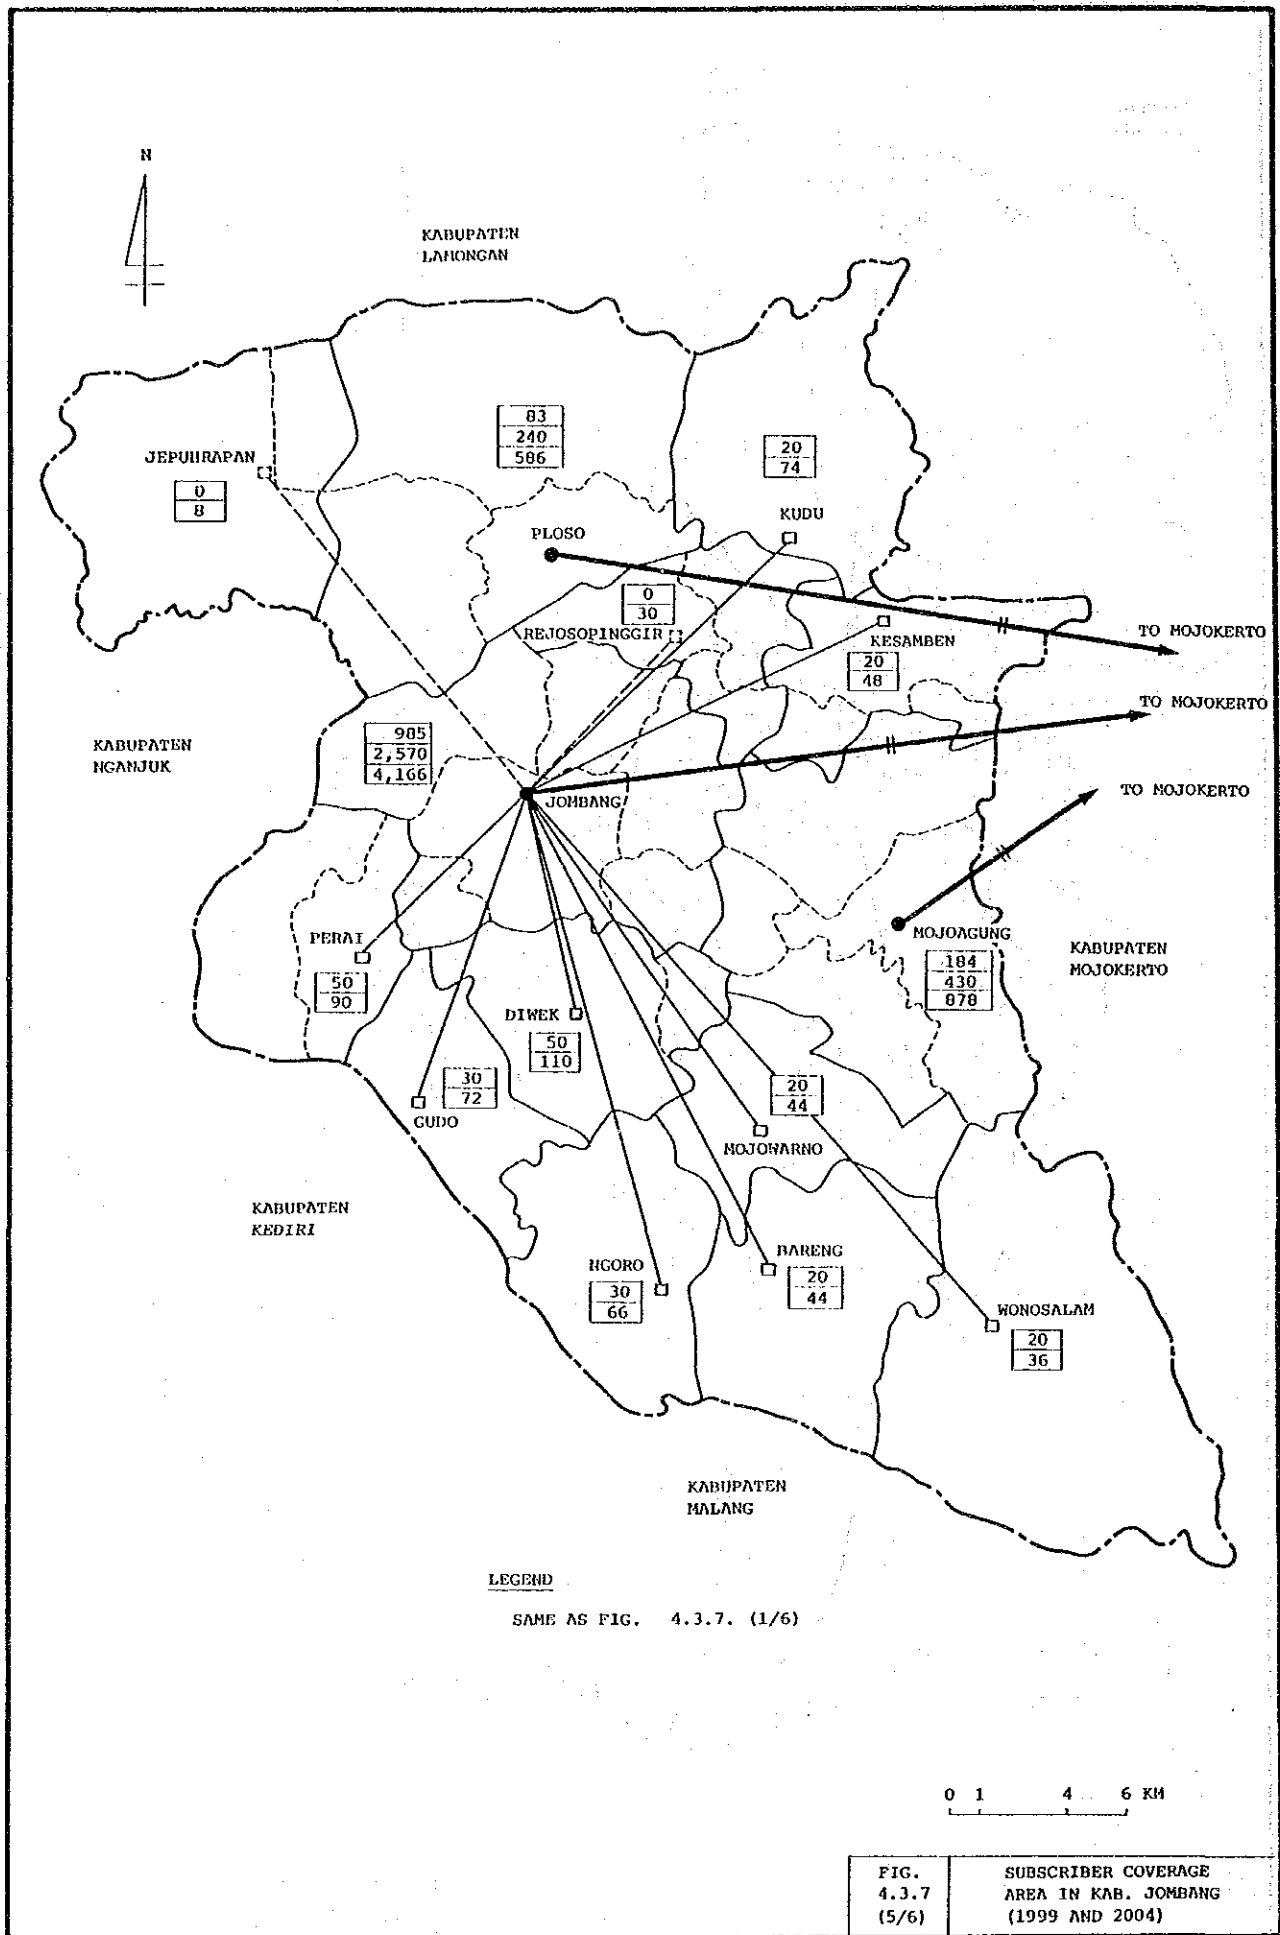 N
KABUPATEN
LAMONGAN
83
240
586
20
74
JEPUHRAPAN
0
8
KUDU
PLOSO
0
30
REJOSOPINGGIR
KESAMBEN
20
48
TO MOJOKERTO
TO MOJOKERTO
KABUPATEN
NGANJUK
985
2,570
4,166
JOMBANG
TO MOJOKERTO
PERAI
50
90
MOJOAGUNG
184
430
878
KABUPATEN
MOJOKERTO
DIWEK
50
110
30
72
GUDO
20
44
MOJOWARNO
KABUPATEN
KEDIRI
NGORO
30
66
BARENG
20
44
WONOSALAM
20
36
KABUPATEN
MALANG
LEGEND
SAME AS FIG. 4.3.7. (1/6)
0 1 4 6 KM
FIG.
4.3.7
(5/6)
SUBSCRIBER COVERAGE
AREA IN KAB. JOMBANG
(1999 AND 2004)